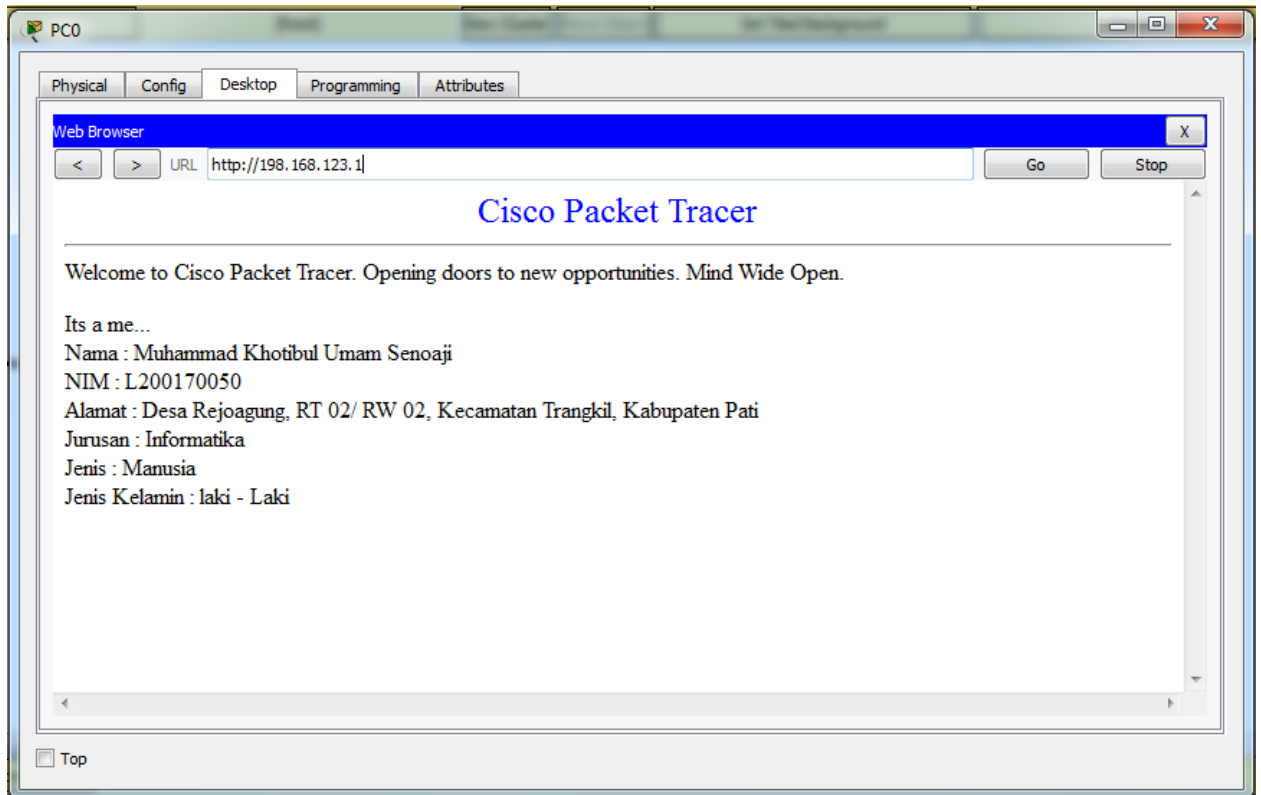 PC0
Physical Config Desktop Programming Attributes
Web Browser X
< > URL http://198.168.123.1 Go Stop
Cisco Packet Tracer
Welcome to Cisco Packet Tracer. Opening doors to new opportunities. Mind Wide Open.
Its a me...
Nama : Muhammad Khotibul Umam Senoaji
NIM : L200170050
Alamat : Desa Rejoagung, RT 02/ RW 02, Kecamatan Trangkil, Kabupaten Pati
Jurusan : Informatika
Jenis : Manusia
Jenis Kelamin : laki - Laki
Top